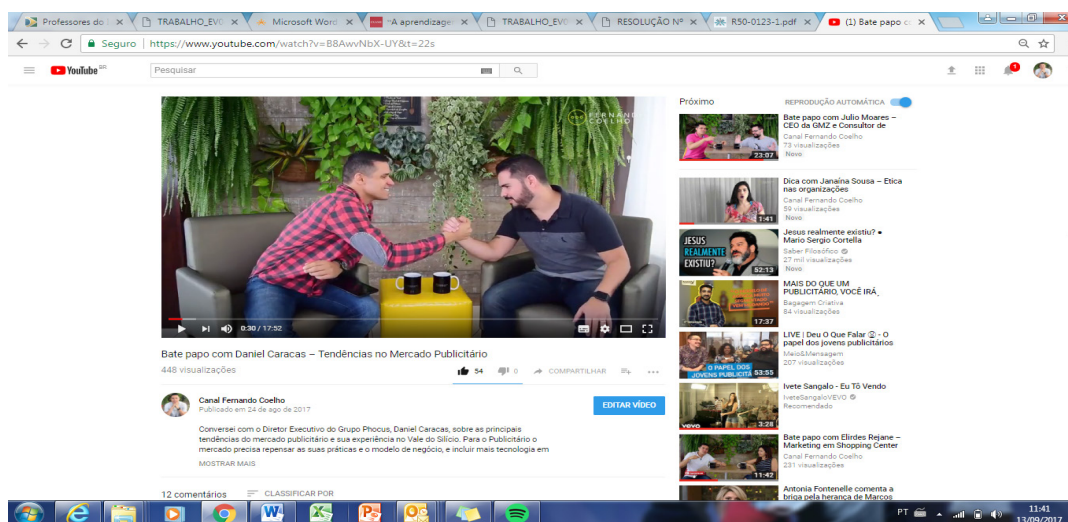 Professores do
TRABALHO_EVO
Microsoft Word
"A aprendizage
TRABALHO_EVO
RESOLUÇÃO Nº
R50-0123-1.pdf
(1) Bate papo co
Seguro | https://www.youtube.com/watch?v=B8AwvNbX-UY&t=22s
YouTube BR
Pesquisar
1
FERNAN
COELHO
0:30 / 17:52
Bate papo com Daniel Caracas – Tendências no Mercado Publicitário
448 visualizações
54
0
COMPARTILHAR
Canal Fernando Coelho
Publicado em 24 de ago de 2017
EDITAR VÍDEO
Conversei com o Diretor Executivo do Grupo Phocus, Daniel Caracas, sobre as principais
tendências do mercado publicitário e sua experiência no Vale do Silício. Para o Publicitário o
mercado precisa repensar as suas práticas e o modelo de negócio, e incluir mais tecnologia em
MOSTRAR MAIS
12 comentários
CLASSIFICAR POR
Próximo
REPRODUÇÃO AUTOMÁTICA
23:07
Bate papo com Julio Moares –
CEO da GMZ e Consultor de
Canal Fernando Coelho
73 visualizações
Novo
1:41
Dica com Janaína Sousa – Etica
nas organizações
Canal Fernando Coelho
59 visualizações
Novo
JESUS
REALMENTE
EXISTIU?
52:13
Jesus realmente existiu? •
Mario Sergio Cortella
Saber Filosófico
27 mil visualizações
Novo
17:37
MAIS DO QUE UM
PUBLICITÁRIO, VOCÊ IRÁ
Bagagem Criativa
84 visualizações
O PAPEL DOS
JOVENS PUBLICITÁ
53:55
LIVE | Deu O Que Falar - O
papel dos jovens publicitários
Meio&Mensagem
207 visualizações
vevo
3:28
Ivete Sangalo - Eu Tô Vendo
IveteSangaloVEVO
Recomendado
11:42
Bate papo com Elirdes Rejane –
Marketing em Shopping Center
Canal Fernando Coelho
231 visualizações
Antonia Fontenelle comenta a
briga pela herança de Marcos
PT
11:41
13/09/2017